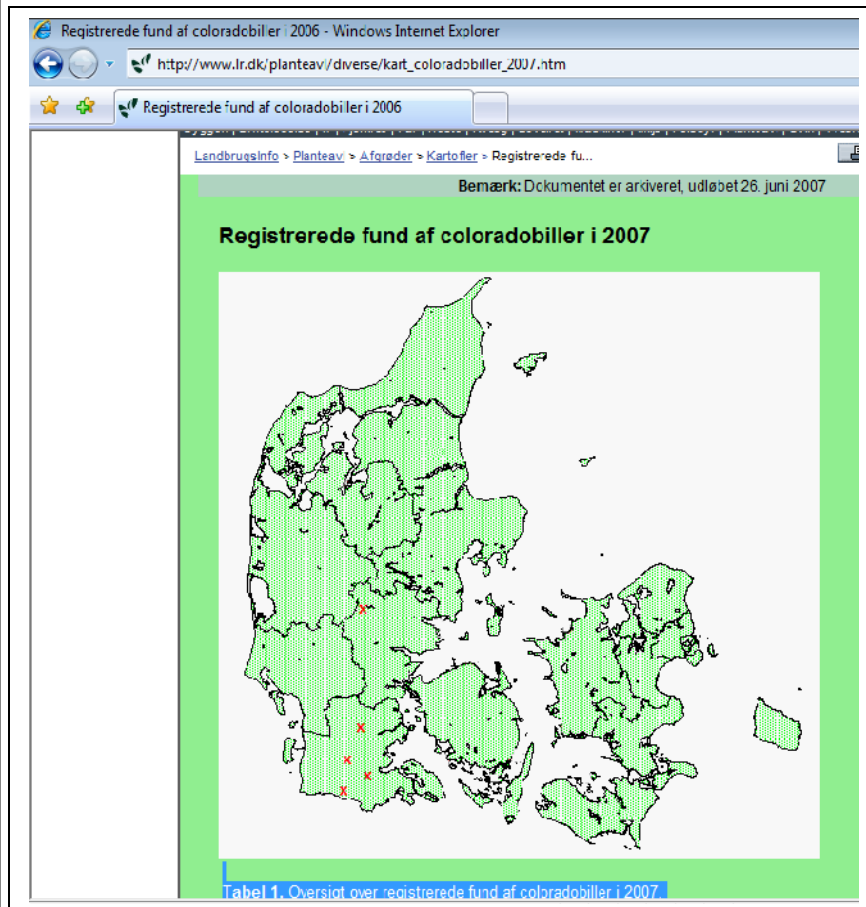 Registrerede fund af coloradobiller i 2006 - Windows Internet Explorer
http://www.lr.dk/planteavl/diverse/kart_coloradobiller_2007.htm
Registrerede fund af coloradobiller i 2006
LandbrugsInfo > Planteavl > Afgrøder > Kartofler > Registrerede fu...
Bemærk: Dokumentet er arkiveret, udløbet 26. juni 2007
Registrerede fund af coloradobiller i 2007
x
x
x
x
x
Tabel 1. Oversigt over registrerede fund af coloradobiller i 2007